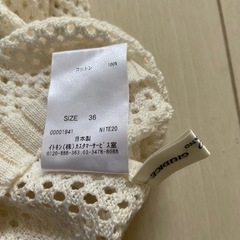 コットン 100%
SIZE 36
00001941 NITE20
日本製
イトキン(株)カスタマーサービス室
0120-888-363 03-3478-8088